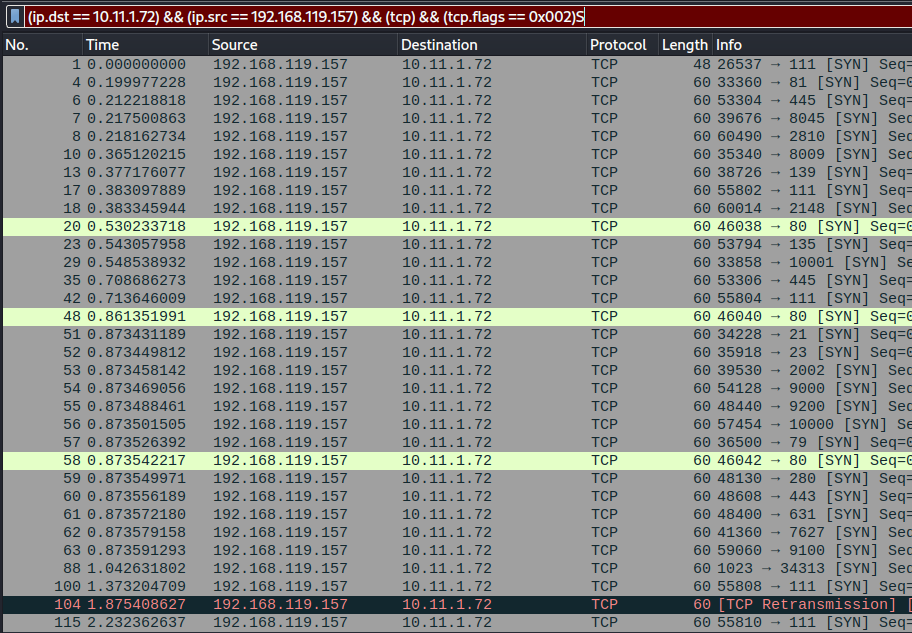 (ip.dst == 10.11.1.72) && (ip.src == 192.168.119.157) && (tcp) && (tcp.flags == 0x002)S
No. Time Source Destination Protocol Length Info
1 0.000000000 192.168.119.157 10.11.1.72 TCP 48 26537 → 111 [SYN] Seq=0
4 0.199977228 192.168.119.157 10.11.1.72 TCP 60 33360 → 81 [SYN] Seq=0
6 0.212218818 192.168.119.157 10.11.1.72 TCP 60 53304 → 445 [SYN] Seq=
7 0.217500863 192.168.119.157 10.11.1.72 TCP 60 39676 → 8045 [SYN] Seq
8 0.218162734 192.168.119.157 10.11.1.72 TCP 60 60490 → 2810 [SYN] Seq
10 0.365120215 192.168.119.157 10.11.1.72 TCP 60 35340 → 8009 [SYN] Seq
13 0.377176077 192.168.119.157 10.11.1.72 TCP 60 38726 → 139 [SYN] Seq=
17 0.383097889 192.168.119.157 10.11.1.72 TCP 60 55802 → 111 [SYN] Seq=
18 0.383345944 192.168.119.157 10.11.1.72 TCP 60 60014 → 2148 [SYN] Seq
20 0.530233718 192.168.119.157 10.11.1.72 TCP 60 46038 → 80 [SYN] Seq=0
23 0.543057958 192.168.119.157 10.11.1.72 TCP 60 53794 → 135 [SYN] Seq=
29 0.548538932 192.168.119.157 10.11.1.72 TCP 60 33858 → 10001 [SYN] Se
35 0.708686273 192.168.119.157 10.11.1.72 TCP 60 53306 → 445 [SYN] Seq=
42 0.713646009 192.168.119.157 10.11.1.72 TCP 60 55804 → 111 [SYN] Seq=
48 0.861351991 192.168.119.157 10.11.1.72 TCP 60 46040 → 80 [SYN] Seq=0
51 0.873431189 192.168.119.157 10.11.1.72 TCP 60 34228 → 21 [SYN] Seq=0
52 0.873449812 192.168.119.157 10.11.1.72 TCP 60 35918 → 23 [SYN] Seq=0
53 0.873458142 192.168.119.157 10.11.1.72 TCP 60 39530 → 2002 [SYN] Seq
54 0.873469056 192.168.119.157 10.11.1.72 TCP 60 54128 → 9000 [SYN] Seq
55 0.873488461 192.168.119.157 10.11.1.72 TCP 60 48440 → 9200 [SYN] Seq
56 0.873501505 192.168.119.157 10.11.1.72 TCP 60 57454 → 10000 [SYN] Se
57 0.873526392 192.168.119.157 10.11.1.72 TCP 60 36500 → 79 [SYN] Seq=0
58 0.873542217 192.168.119.157 10.11.1.72 TCP 60 46042 → 80 [SYN] Seq=0
59 0.873549971 192.168.119.157 10.11.1.72 TCP 60 48130 → 280 [SYN] Seq=
60 0.873556189 192.168.119.157 10.11.1.72 TCP 60 48608 → 443 [SYN] Seq=
61 0.873572180 192.168.119.157 10.11.1.72 TCP 60 48400 → 631 [SYN] Seq=
62 0.873579158 192.168.119.157 10.11.1.72 TCP 60 41360 → 7627 [SYN] Seq
63 0.873591293 192.168.119.157 10.11.1.72 TCP 60 59060 → 9100 [SYN] Seq
88 1.042631802 192.168.119.157 10.11.1.72 TCP 60 1023 → 34313 [SYN] Seq
100 1.373204709 192.168.119.157 10.11.1.72 TCP 60 55808 → 111 [SYN] Seq=
104 1.875408627 192.168.119.157 10.11.1.72 TCP 60 [TCP Retransmission] [
115 2.232362637 192.168.119.157 10.11.1.72 TCP 60 55810 → 111 [SYN] Seq=